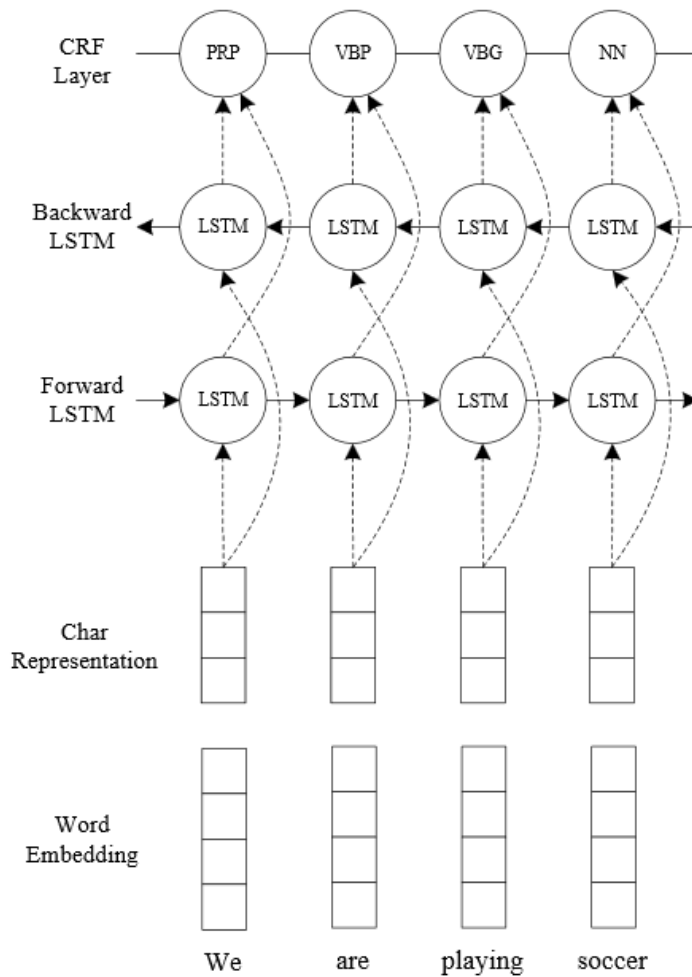 CRF
Layer
PRP
VBP
VBG
NN
Backward
LSTM
LSTM
LSTM
LSTM
LSTM
Forward
LSTM
LSTM
LSTM
LSTM
LSTM
Char
Representation
Word
Embedding
We
are
playing
soccer